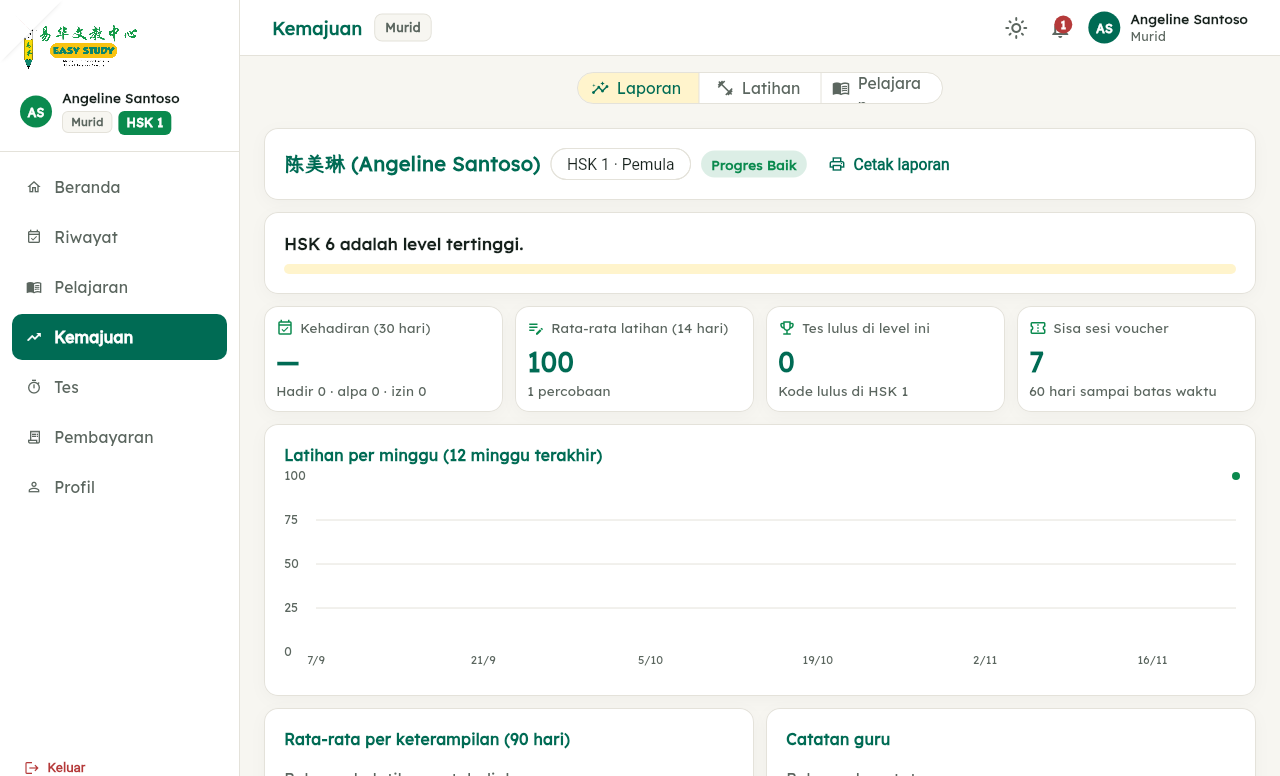 易华文教中心
EASY STUDY
AS
Angeline Santoso
Murid
HSK 1
Beranda
Riwayat
Pelajaran
Kemajuan
Tes
Pembayaran
Profil
Keluar
Kemajuan
Murid
1
AS
Angeline Santoso
Murid
Laporan
Latihan
Pelajara
陈美琳 (Angeline Santoso)
HSK 1 · Pemula
Progres Baik
Cetak laporan
HSK 6 adalah level tertinggi.
Kehadiran (30 hari)
—
Hadir 0 · alpa 0 · izin 0
Rata-rata latihan (14 hari)
100
1 percobaan
Tes lulus di level ini
0
Kode lulus di HSK 1
Sisa sesi voucher
7
60 hari sampai batas waktu
Latihan per minggu (12 minggu terakhir)
100
75
50
25
0
7/9
21/9
5/10
19/10
2/11
16/11
Rata-rata per keterampilan (90 hari)
Catatan guru